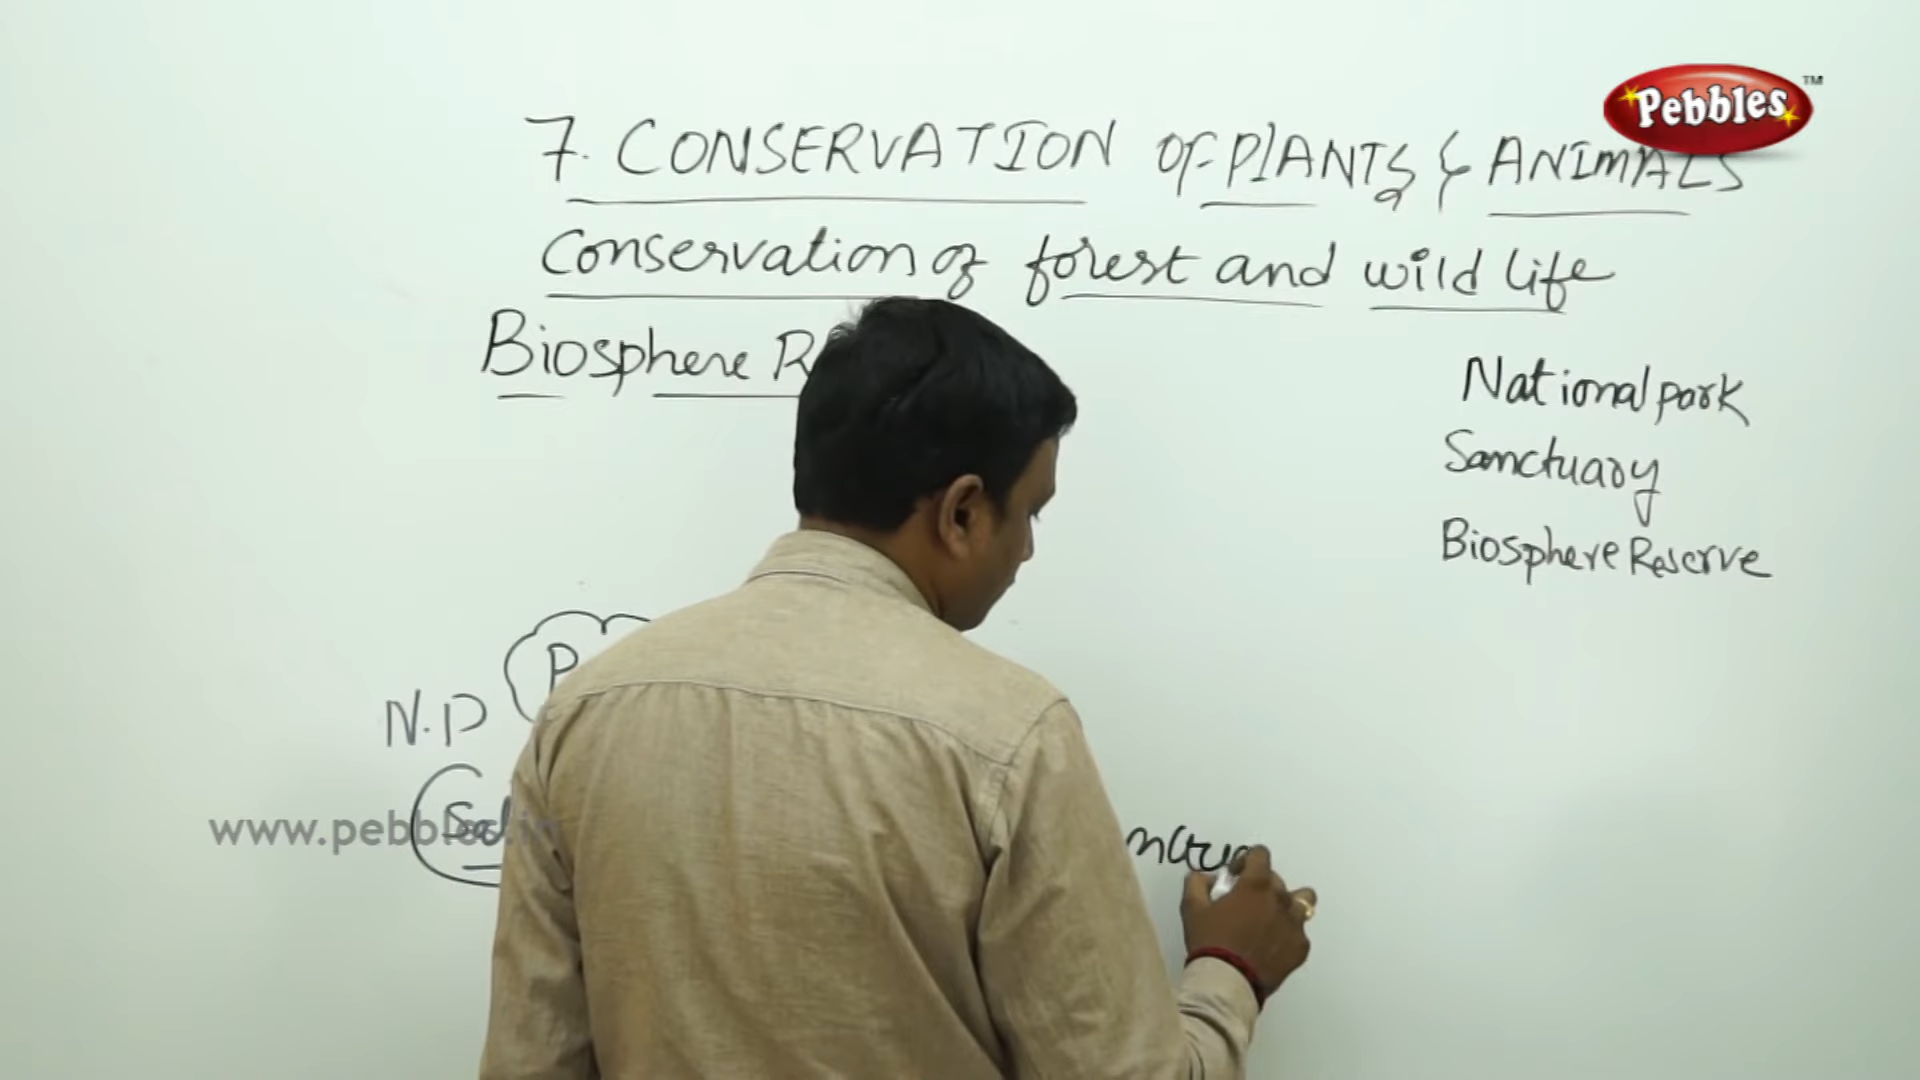 Pebbles™
7. CONSERVATION OF PlANTS & ANIMALS
Conservation of forest and wild life
Biosphere R
National park
Sanctuary
Biosphere Reserve
P
N.P
www.pebbles.in